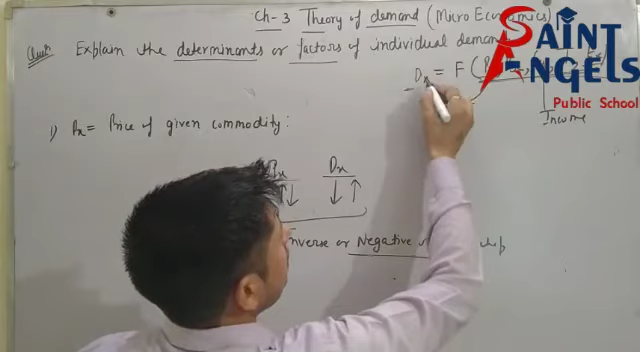 Ch-3 Theory of demand (Micro Economics)
Ques: Explain the determinants or factors of individual demand
Dx = F (P
Income
1) Px = Price of given commodity:
Px Dx
↑↓ ↓↑
Inverse or Negative
SAINT
ANGELS
Public School